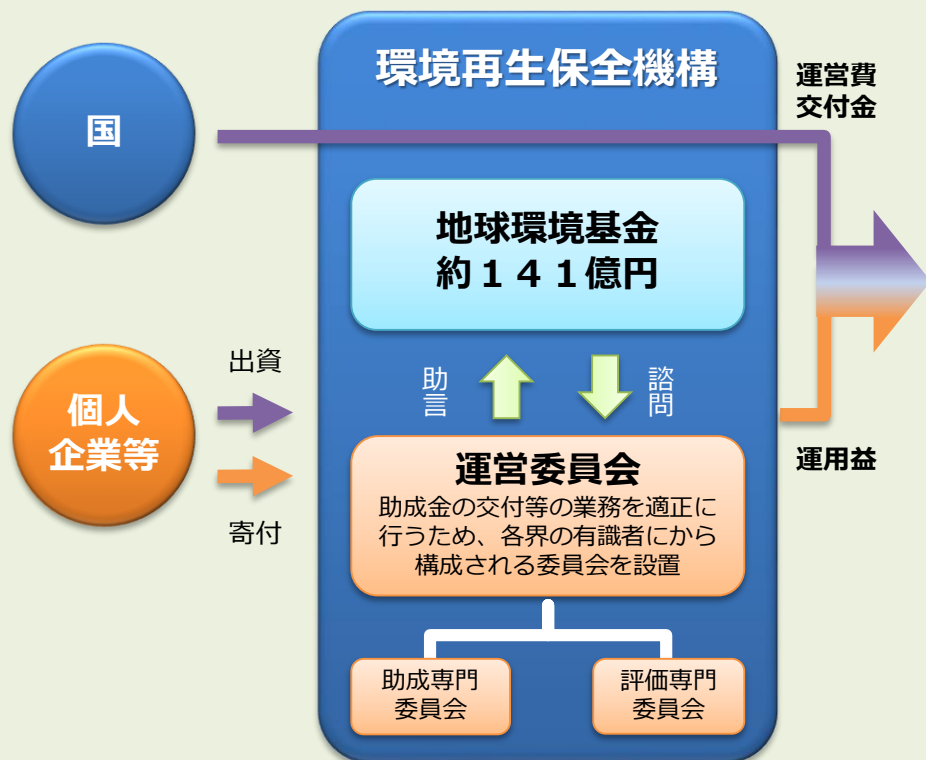 環境再生保全機構
国
運営費
交付金
地球環境基金
約１４１億円
出資
個人
企業等
寄付
助言
諮問
運用益
運営委員会
助成金の交付等の業務を適正に
行うため、各界の有識者にから
構成される委員会を設置
助成専門
委員会
評価専門
委員会